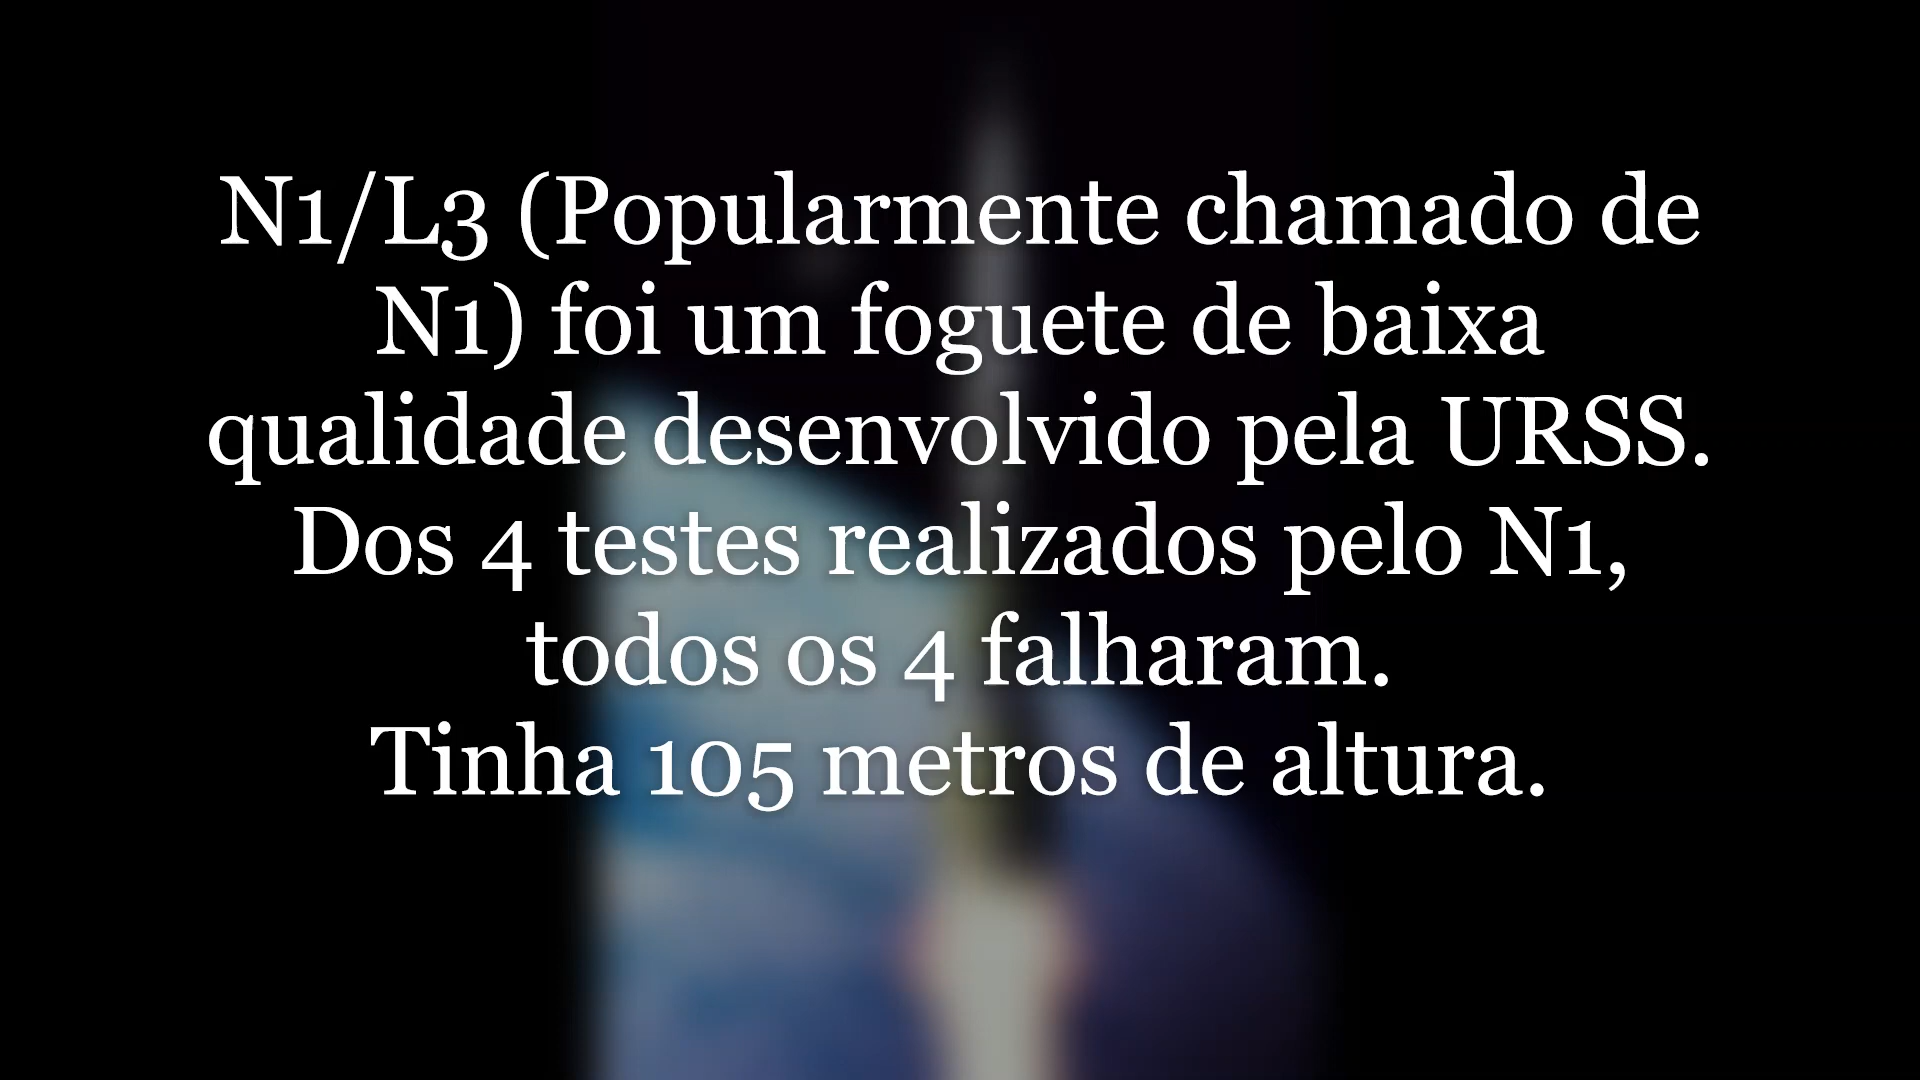 N1/L3 (Popularmente chamado de
N1) foi um foguete de baixa
qualidade desenvolvido pela URSS.
Dos 4 testes realizados pelo N1,
todos os 4 falharam.
Tinha 105 metros de altura.